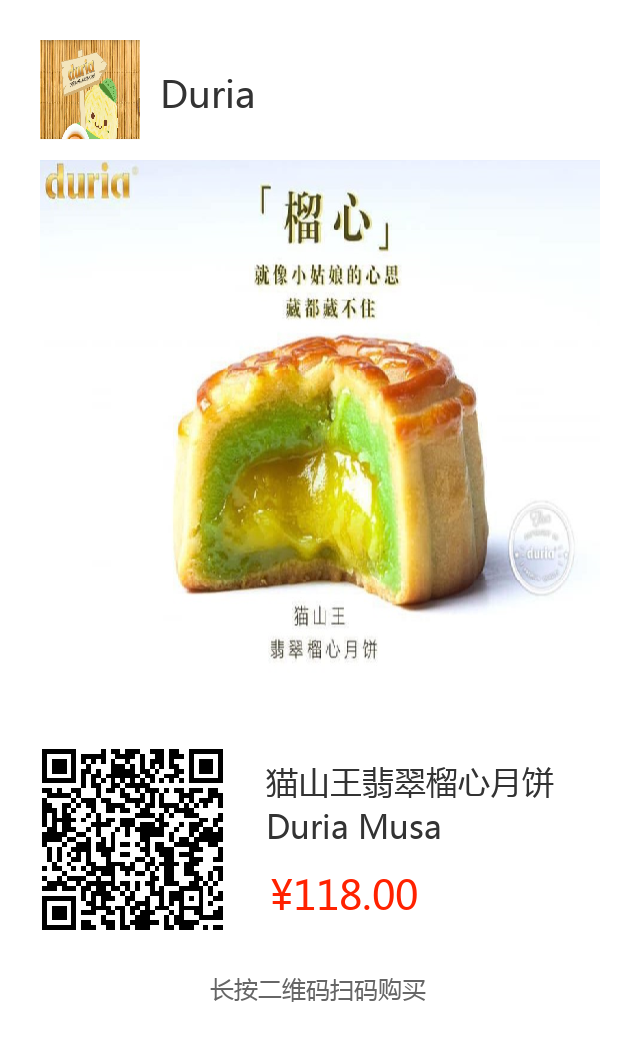 duria
Duria
duria
「榴心」
就像小姑娘的心思
藏都藏不住
The
duria
猫山王
翡翠榴心月饼
猫山王翡翠榴心月饼
Duria Musa
¥118.00
长按二维码扫码购买